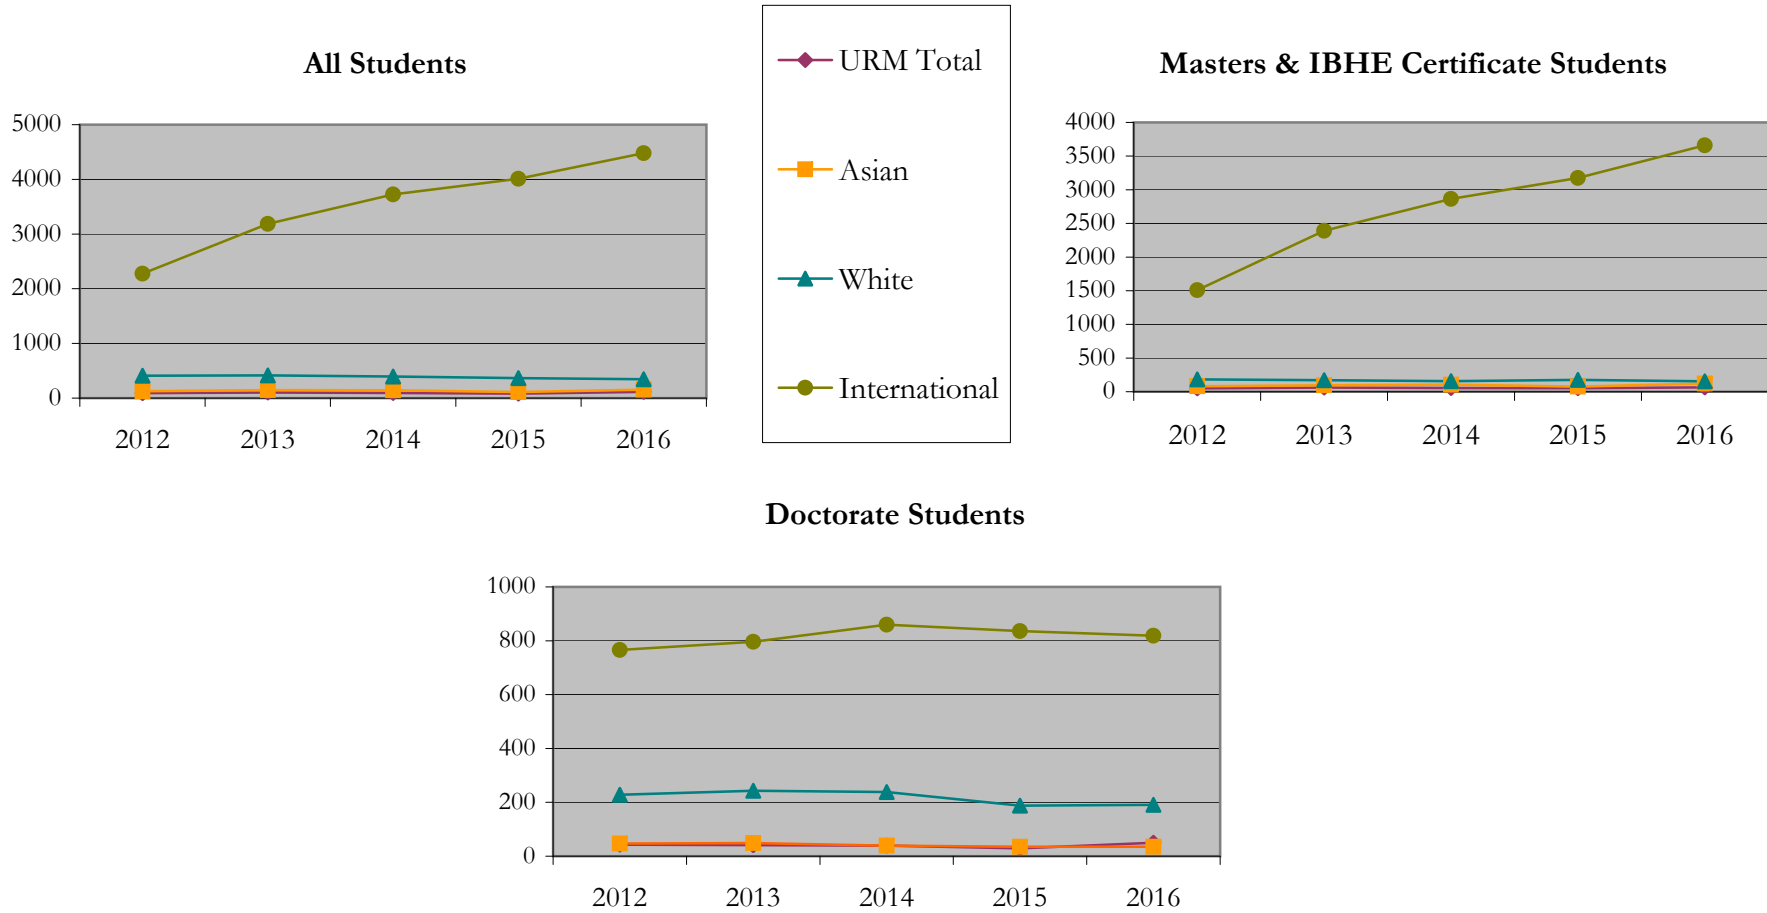 All Students
5000
4000
3000
2000
1000
0
2012 2013 2014 2015 2016
URM Total
Asian
White
International
Masters & IBHE Certificate Students
4000
3500
3000
2500
2000
1500
1000
500
0
2012 2013 2014 2015 2016
Doctorate Students
1000
800
600
400
200
0
2012 2013 2014 2015 2016